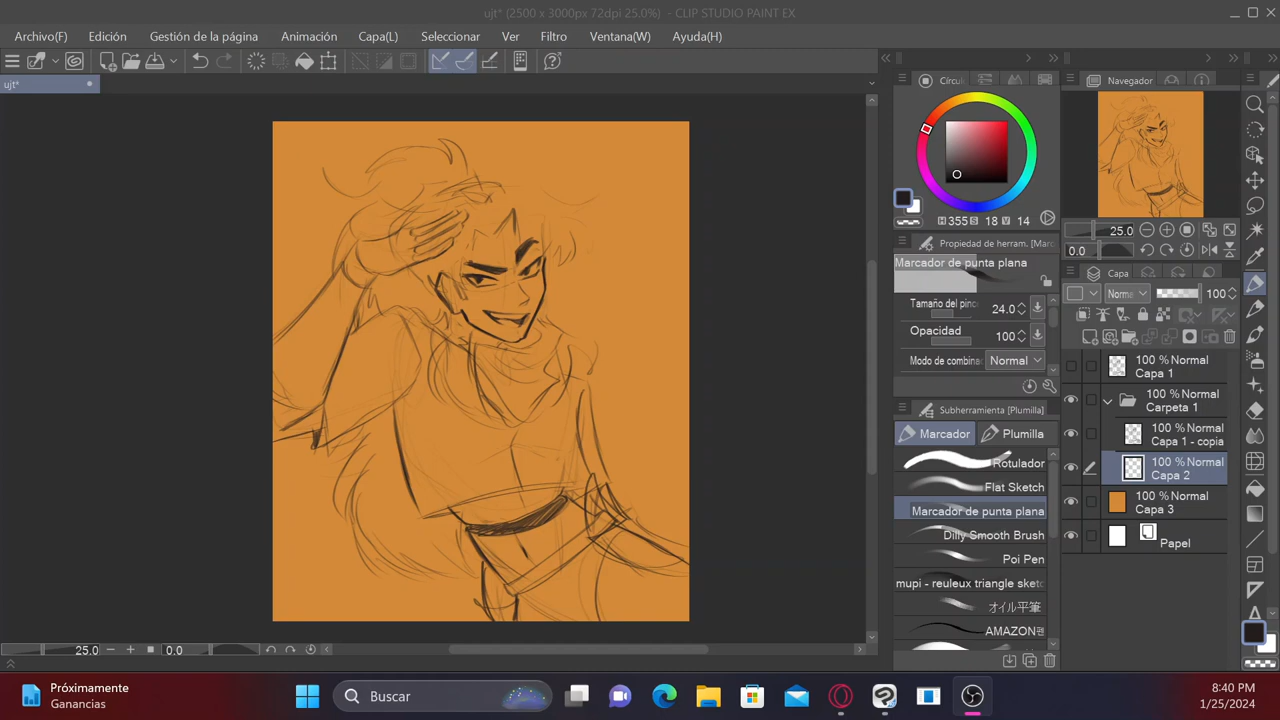 ujt* (2500 x 3000px 72dpi 25.0%) - CLIP STUDIO PAINT EX
Archivo(F) Edición Gestión de la página Animación Capa(L) Seleccionar Ver Filtro Ventana(W) Ayuda(H)
ujt*
Círcul
Navegador
H 355 S 18 V 14
25.0
0.0
Propiedad de herram. [Marc
Marcador de punta plana
Tamaño del pinc 24.0
Opacidad 100
Modo de combina Normal
Capa
Norma 100
100 % Normal
Capa 1
100 % Normal
Carpeta 1
100 % Normal
Capa 1 - copia
100 % Normal
Capa 2
100 % Normal
Capa 3
Papel
Subherramienta [Plumilla]
Marcador Plumilla
Rotulador
Flat Sketch
Marcador de punta plana
Dilly Smooth Brush
Poi Pen
mupi - reuleux triangle sketc
オイル平筆
AMAZON
25.0 0.0
Próximamente
Ganancias
Buscar
8:40 PM
1/25/2024